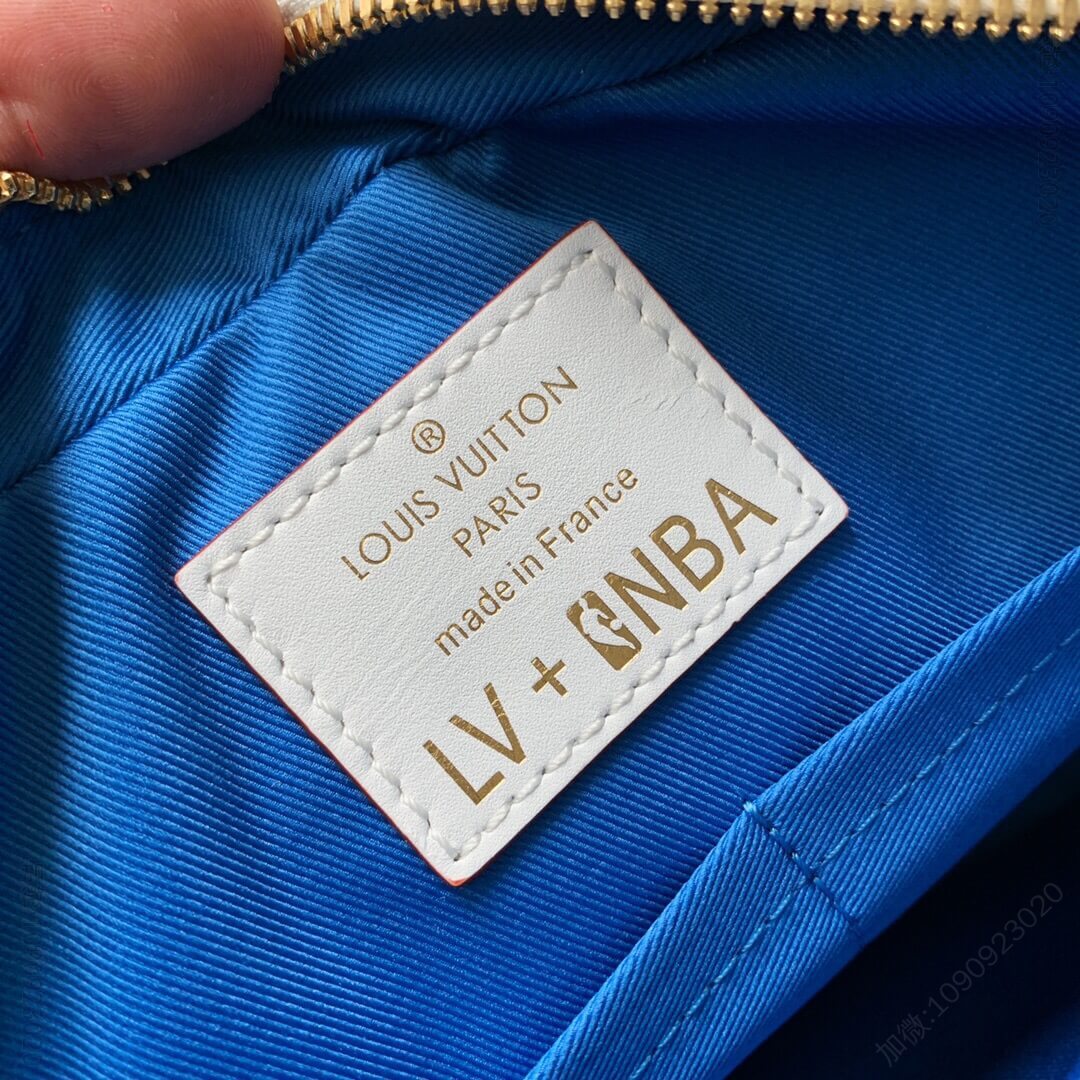 ®
LOUIS VUITTON
PARIS
made in France
LV + NBA
加微:1090923020